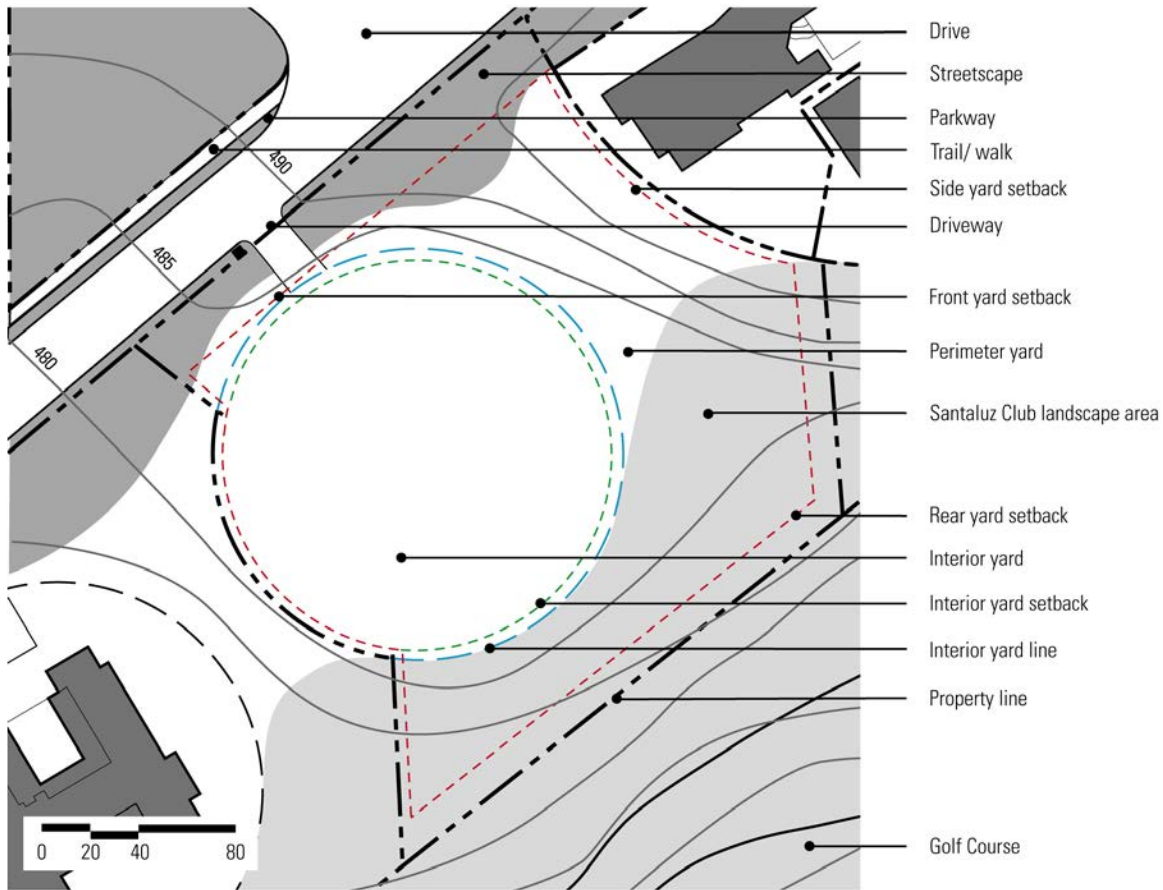 Drive
Streetscape
Parkway
Trail/ walk
Side yard setback
Driveway
Front yard setback
Perimeter yard
Santaluz Club landscape area
Rear yard setback
Interior yard
Interior yard setback
Interior yard line
Property line
Golf Course
490
485
480
0 20 40 80